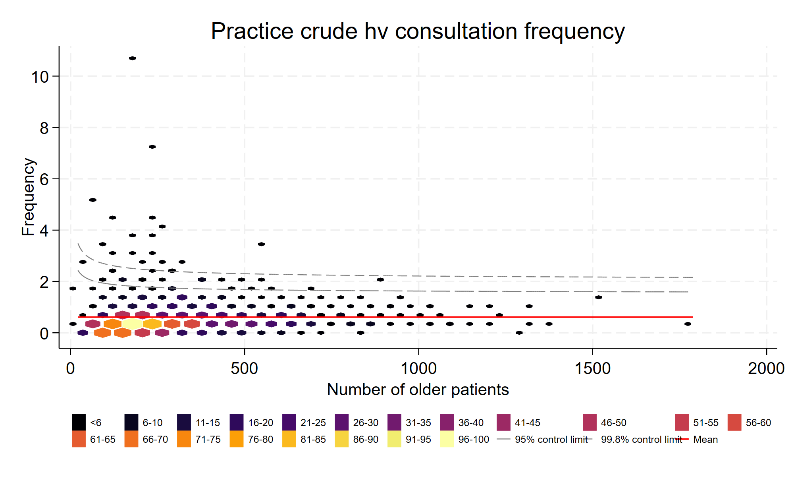 Practice crude hv consultation frequency
Frequency
10
8
6
4
2
0
0 500 1000 1500 2000
Number of older patients
<6 6-10 11-15 16-20 21-25 26-30 31-35 36-40 41-45 46-50 51-55 56-60
61-65 66-70 71-75 76-80 81-85 86-90 91-95 96-100 95% control limit 99.8% control limit Mean